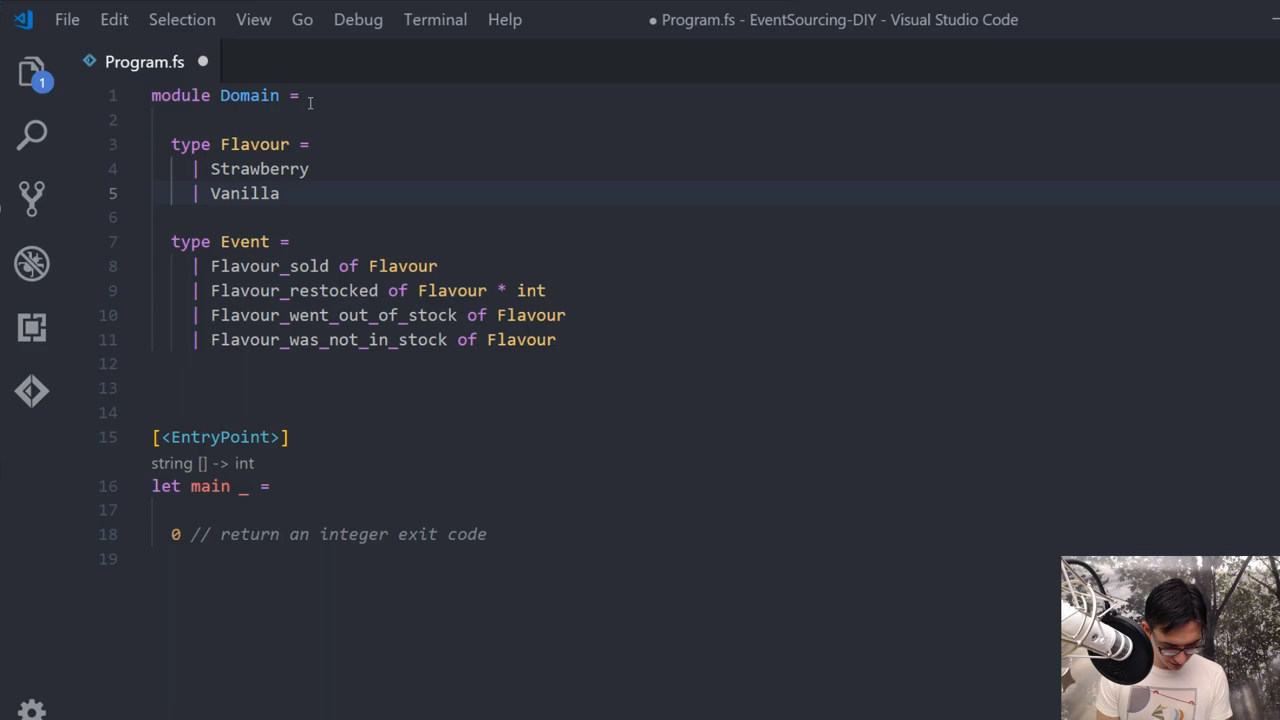 File Edit Selection View Go Debug Terminal Help ● Program.fs - EventSourcing-DIY - Visual Studio Code
Program.fs ●
1 module Domain =
2
3 type Flavour =
4 | Strawberry
5 | Vanilla
6
7 type Event =
8 | Flavour_sold of Flavour
9 | Flavour_restocked of Flavour * int
10 | Flavour_went_out_of_stock of Flavour
11 | Flavour_was_not_in_stock of Flavour
12
13
14
15 [<EntryPoint>]
string [] -> int
16 let main _ =
17
18 0 // return an integer exit code
19
1